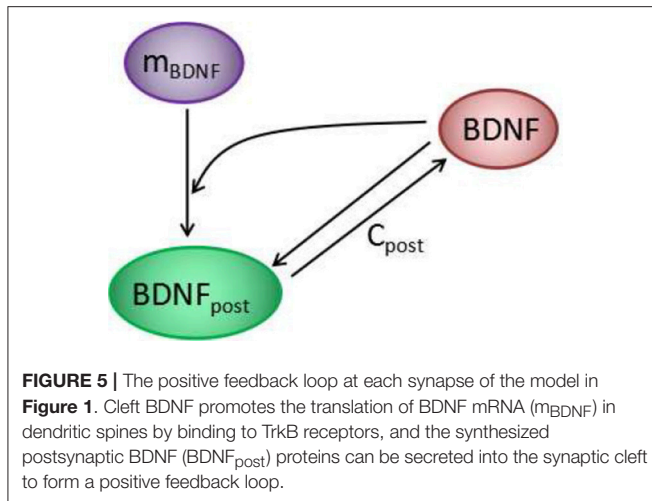 mBDNF
BDNF
Cpost
BDNFpost
FIGURE 5 | The positive feedback loop at each synapse of the model in
Figure 1. Cleft BDNF promotes the translation of BDNF mRNA (mBDNF) in
dendritic spines by binding to TrkB receptors, and the synthesized
postsynaptic BDNF (BDNFpost) proteins can be secreted into the synaptic cleft
to form a positive feedback loop.